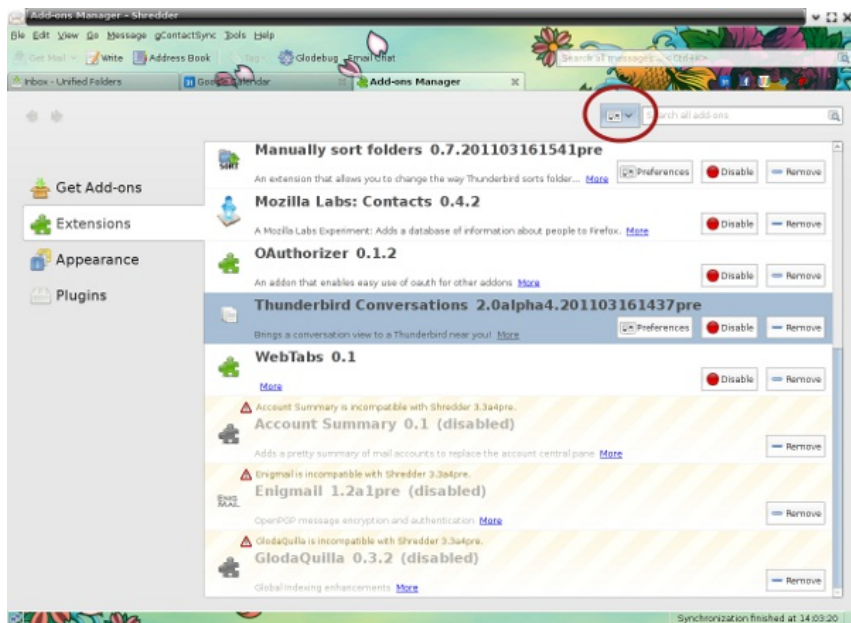 Add-ons Manager - Shredder
File Edit View Go Message gContactSync Tools Help
Get Mail Write Address Book Tag Glodebug Email Chat
Search all messages... <Ctrl+K>
Inbox - Unified Folders Google Calendar Add-ons Manager
Search all add-ons
Get Add-ons
Extensions
Appearance
Plugins
Manually sort folders 0.7.201103161541pre
An extension that allows you to change the way Thunderbird sorts folder... More Preferences Disable Remove
Mozilla Labs: Contacts 0.4.2
A Mozilla Labs Experiment: Adds a database of information about people to Firefox. More Disable Remove
OAuthorizer 0.1.2
An addon that enables easy use of oauth for other addons More Disable Remove
Thunderbird Conversations 2.0alpha4.201103161437pre
Brings a conversation view to a Thunderbird near you! More Preferences Disable Remove
WebTabs 0.1
More Disable Remove
Account Summary is incompatible with Shredder 3.3a4pre.
Account Summary 0.1 (disabled)
Adds a pretty summary of mail accounts to replace the account central pane More Remove
Enigmail is incompatible with Shredder 3.3a4pre.
Enigmail 1.2a1pre (disabled)
OpenPGP message encryption and authentication More Remove
GlodaQuilla is incompatible with Shredder 3.3a4pre.
GlodaQuilla 0.3.2 (disabled)
Global Indexing enhancements More Remove
Synchronization finished at 14:03:20